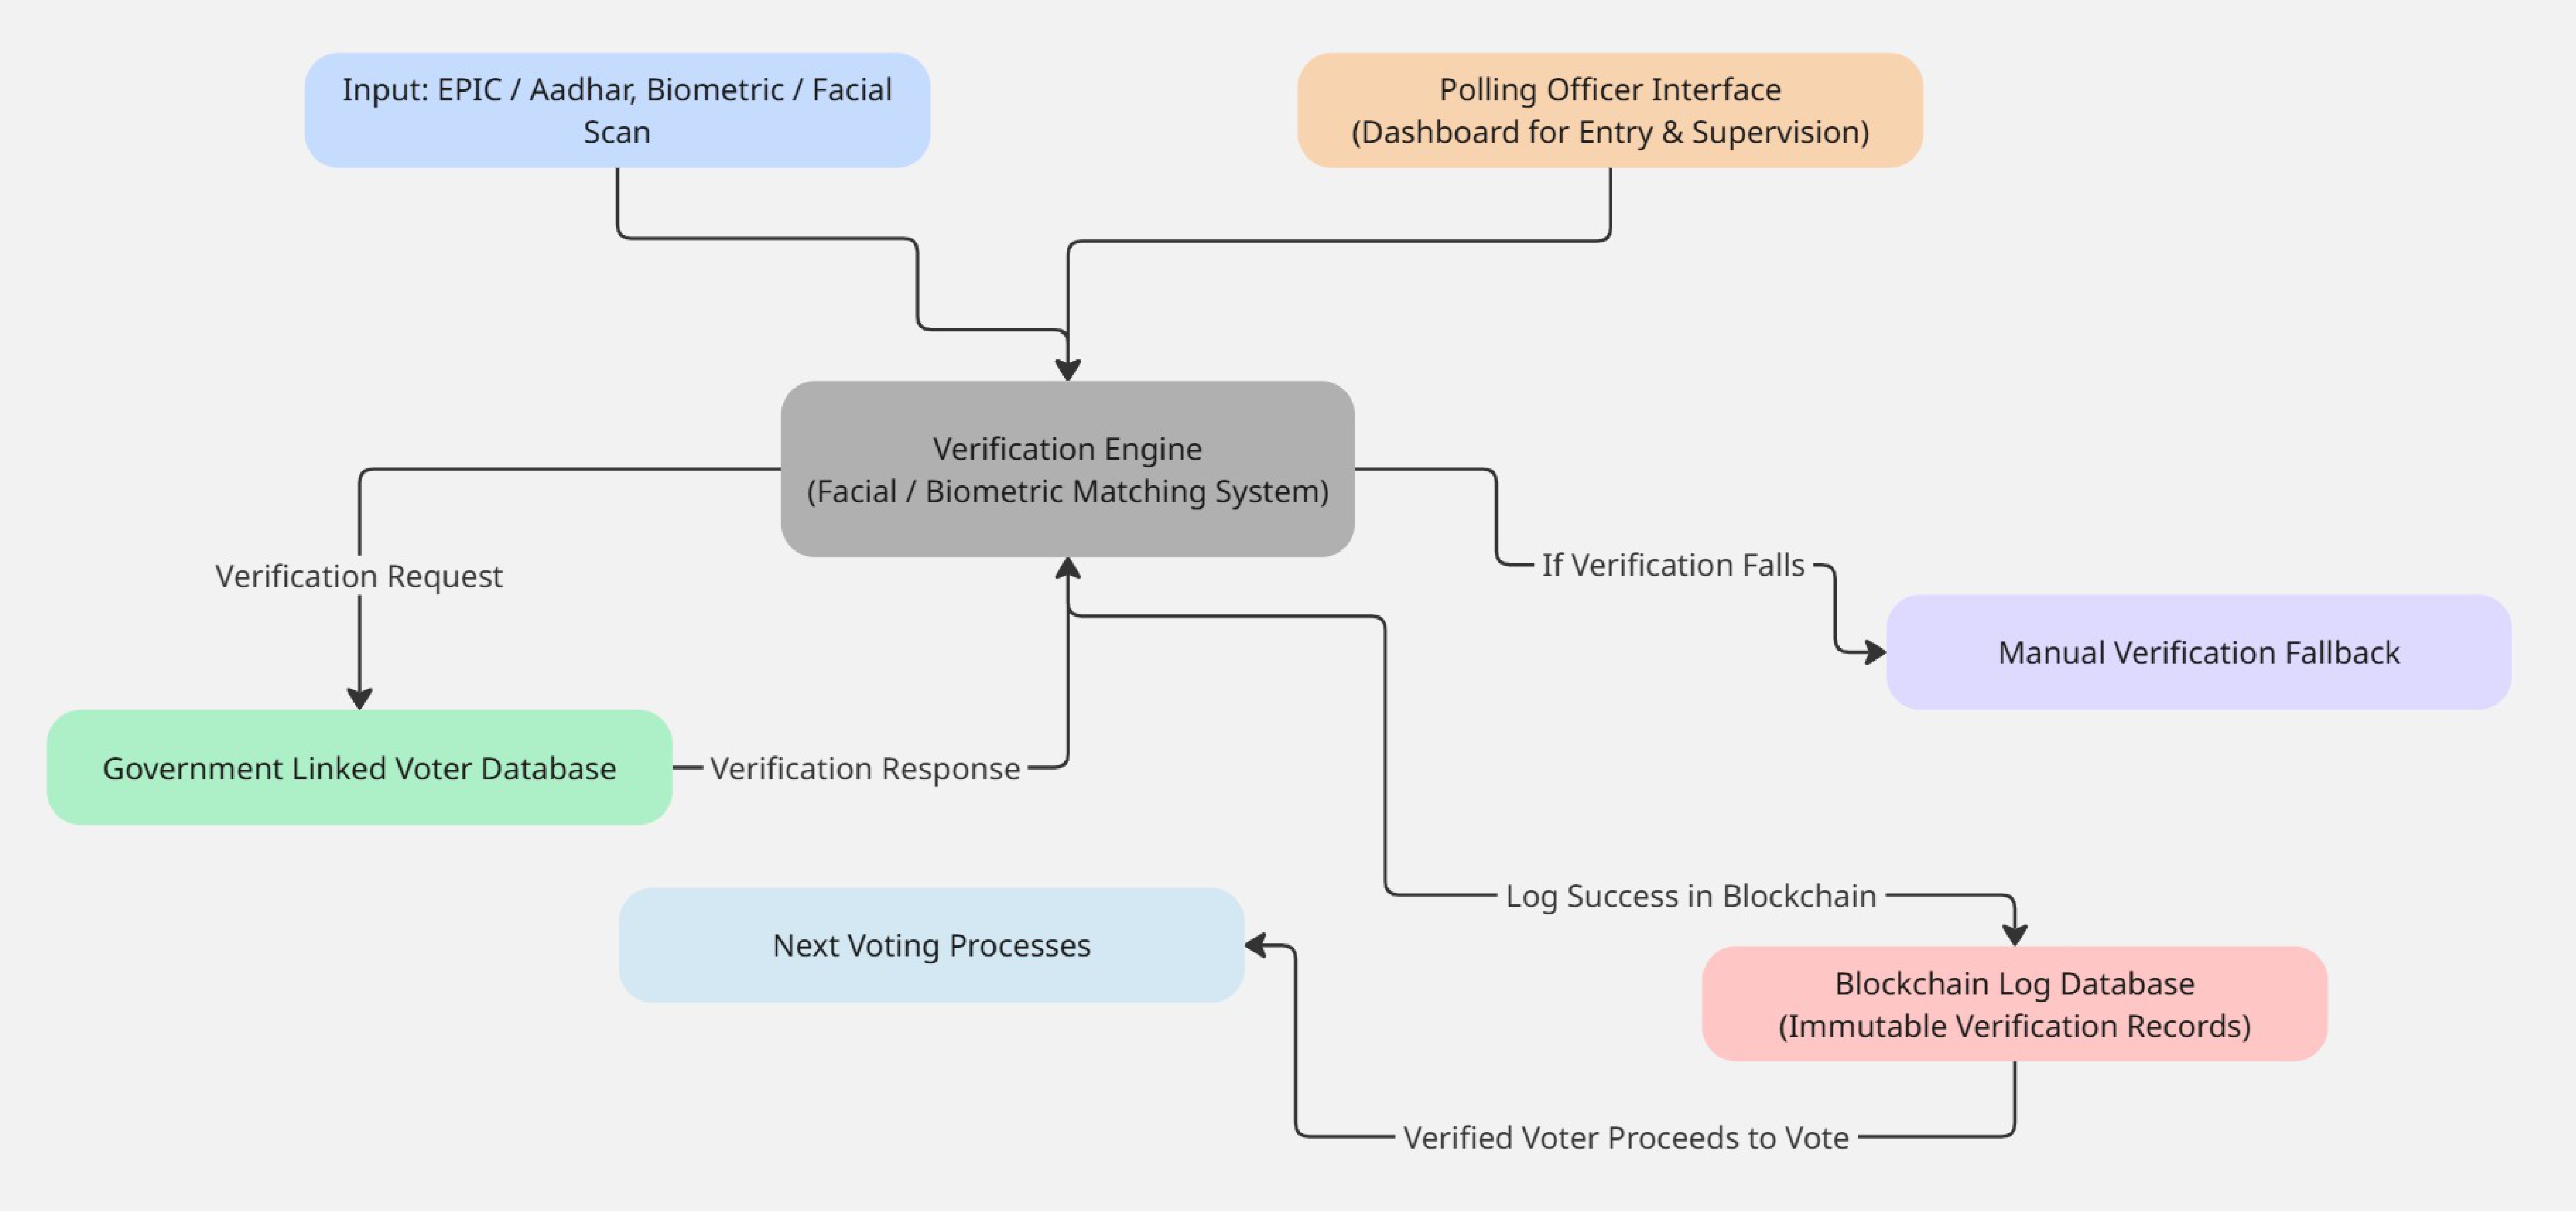 Input: EPIC / Aadhar, Biometric / Facial
Scan
Polling Officer Interface
(Dashboard for Entry & Supervision)
Verification Engine
(Facial / Biometric Matching System)
Verification Request
If Verification Falls
Manual Verification Fallback
Government Linked Voter Database
Verification Response
Log Success in Blockchain
Next Voting Processes
Blockchain Log Database
(Immutable Verification Records)
Verified Voter Proceeds to Vote